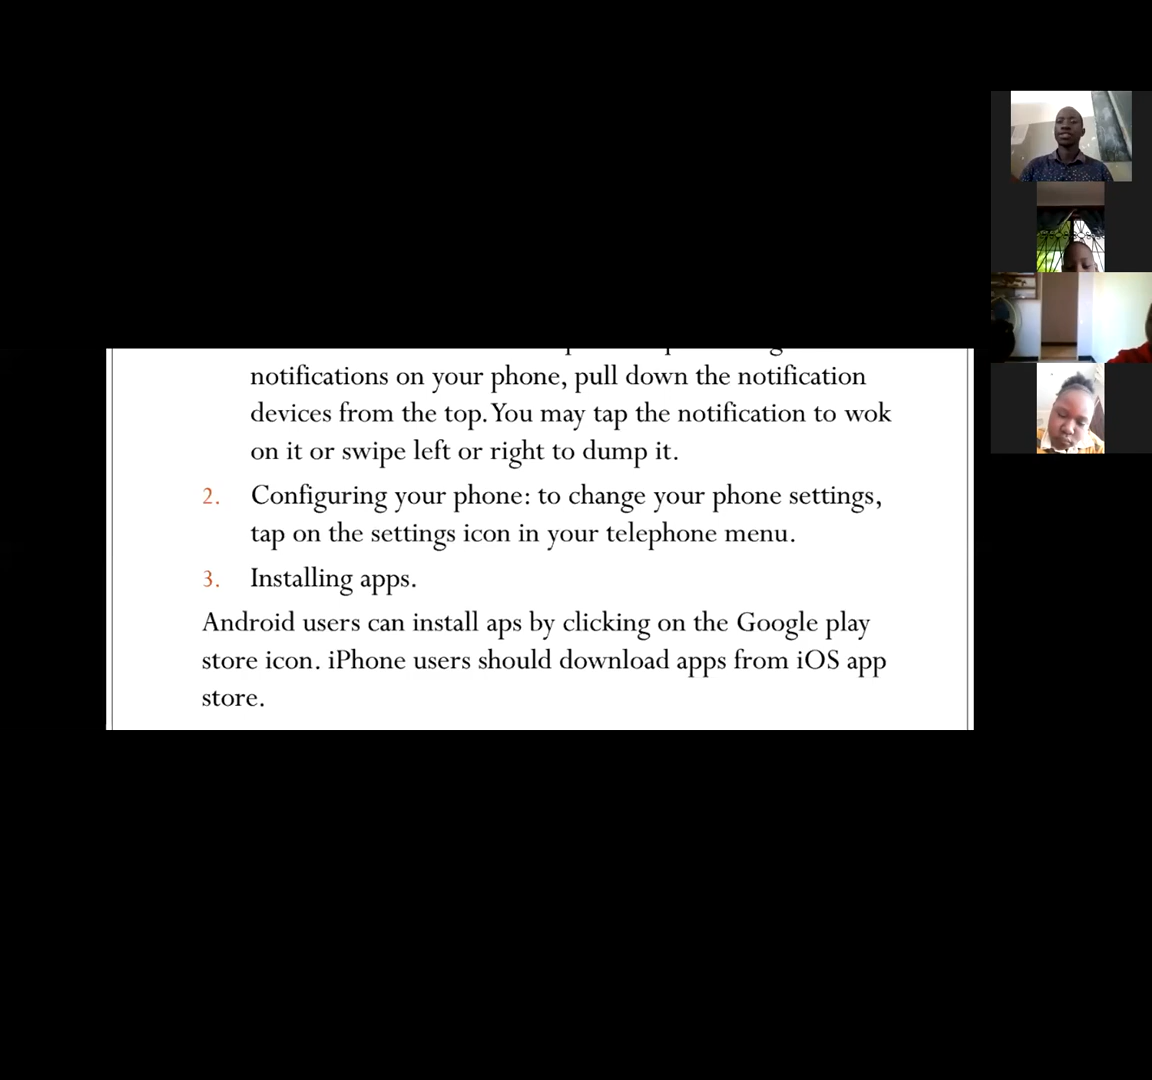 notifications on your phone, pull down the notification
devices from the top. You may tap the notification to wok
on it or swipe left or right to dump it.
2. Configuring your phone: to change your phone settings,
tap on the settings icon in your telephone menu.
3. Installing apps.
Android users can install aps by clicking on the Google play
store icon. iPhone users should download apps from iOS app
store.